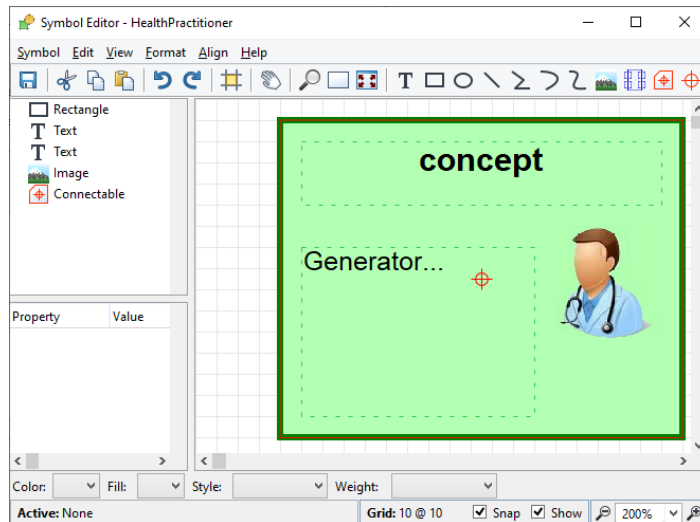 Symbol Editor - HealthPractitioner
Symbol Edit View Format Align Help
T
Rectangle
T Text
T Text
Image
Connectable
concept
Generator...
Property Value
Color: Fill: Style: Weight:
Active: None Grid: 10 @ 10 Snap Show 200%